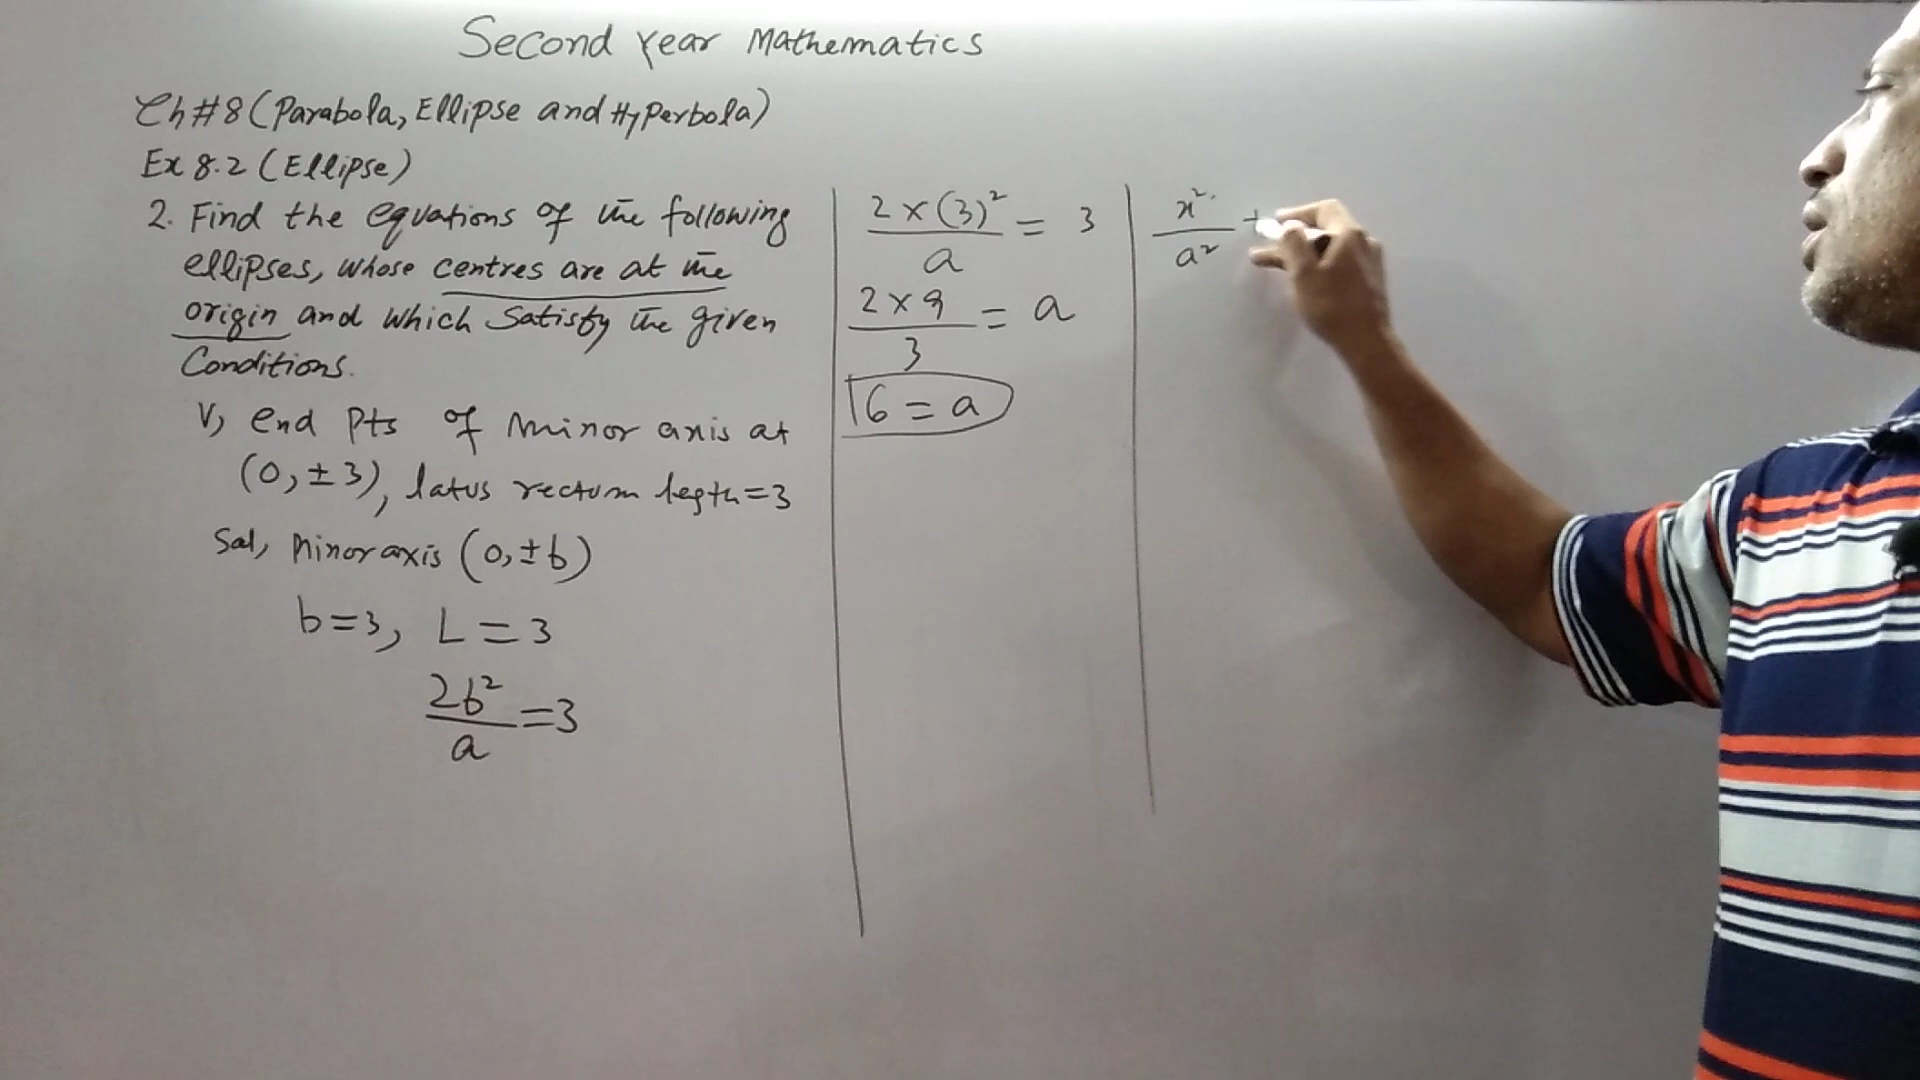 Second Year Mathematics
Ch#8 (Parabola, Ellipse and HyPerbola)
Ex 8.2 (Ellipse)
2. Find the equations of the following
ellipses, whose centres are at the
origin and which satisfy the given
Conditions.
V, end Pts of minor axis at
(0, ±3), latus rectum legth=3
Sol, Minor axis (0, ±b)
b=3, L=3
2b²/a =3
2×(3)²/a = 3
2×9/3 = a
6=a
x²/a² +